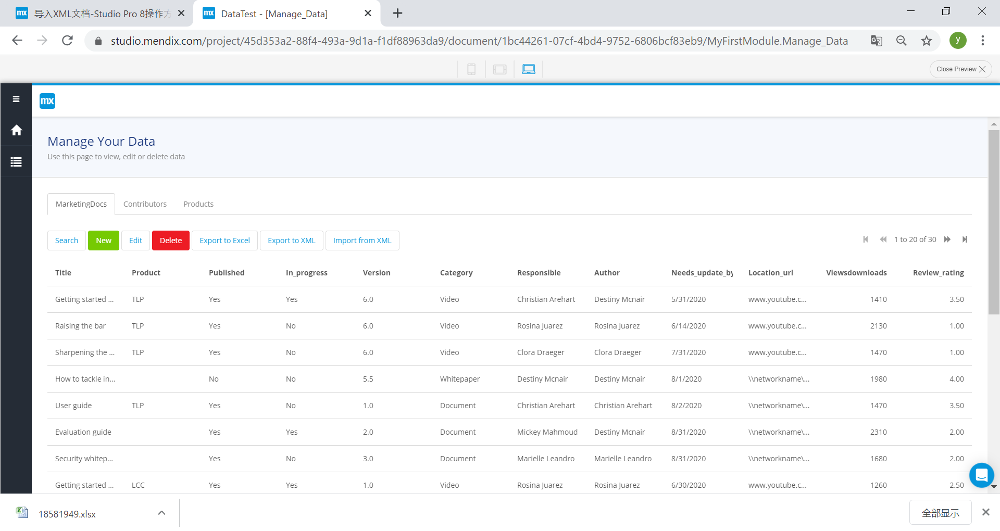 mx 导入XML文档-Studio Pro 8操作方
mx DataTest - [Manage_Data]
studio.mendix.com/project/45d353a2-88f4-493a-9d1a-f1df88963da9/document/1bc44261-07cf-4bd4-9752-6806bcf83eb9/MyFirstModule.Manage_Data
y
Close Preview
mx
Manage Your Data
Use this page to view, edit or delete data
MarketingDocs Contributors Products
Search New Edit Delete Export to Excel Export to XML Import from XML 1 to 20 of 30
Title Product Published In_progress Version Category Responsible Author Needs_update_by Location_url Viewsdownloads Review_rating
Getting started ... TLP Yes Yes 6.0 Video Christian Arehart Destiny Mcnair 5/31/2020 www.youtube.c... 1410 3.50
Raising the bar TLP Yes No 6.0 Video Rosina Juarez Rosina Juarez 6/14/2020 www.youtube.c... 2130 1.00
Sharpening the ... TLP Yes No 6.0 Video Clora Draeger Clora Draeger 7/31/2020 www.youtube.c... 1470 1.00
How to tackle in... No No 5.5 Whitepaper Destiny Mcnair Destiny Mcnair 8/1/2020 \\networkname\... 1980 4.00
User guide TLP Yes No 1.0 Document Christian Arehart Christian Arehart 8/2/2020 \\networkname\... 1470 3.50
Evaluation guide Yes Yes 2.0 Document Mickey Mahmoud Destiny Mcnair 8/31/2020 \\networkname\... 2310 2.00
Security whitep... Yes No 3.0 Document Marielle Leandro Marielle Leandro 8/31/2020 \\networkname\... 1680 2.00
Getting started ... LCC Yes Yes 1.0 Video Rosina Juarez Rosina Juarez 6/30/2020 www.youtube.c... 1260 2.50
18581949.xlsx 全部显示